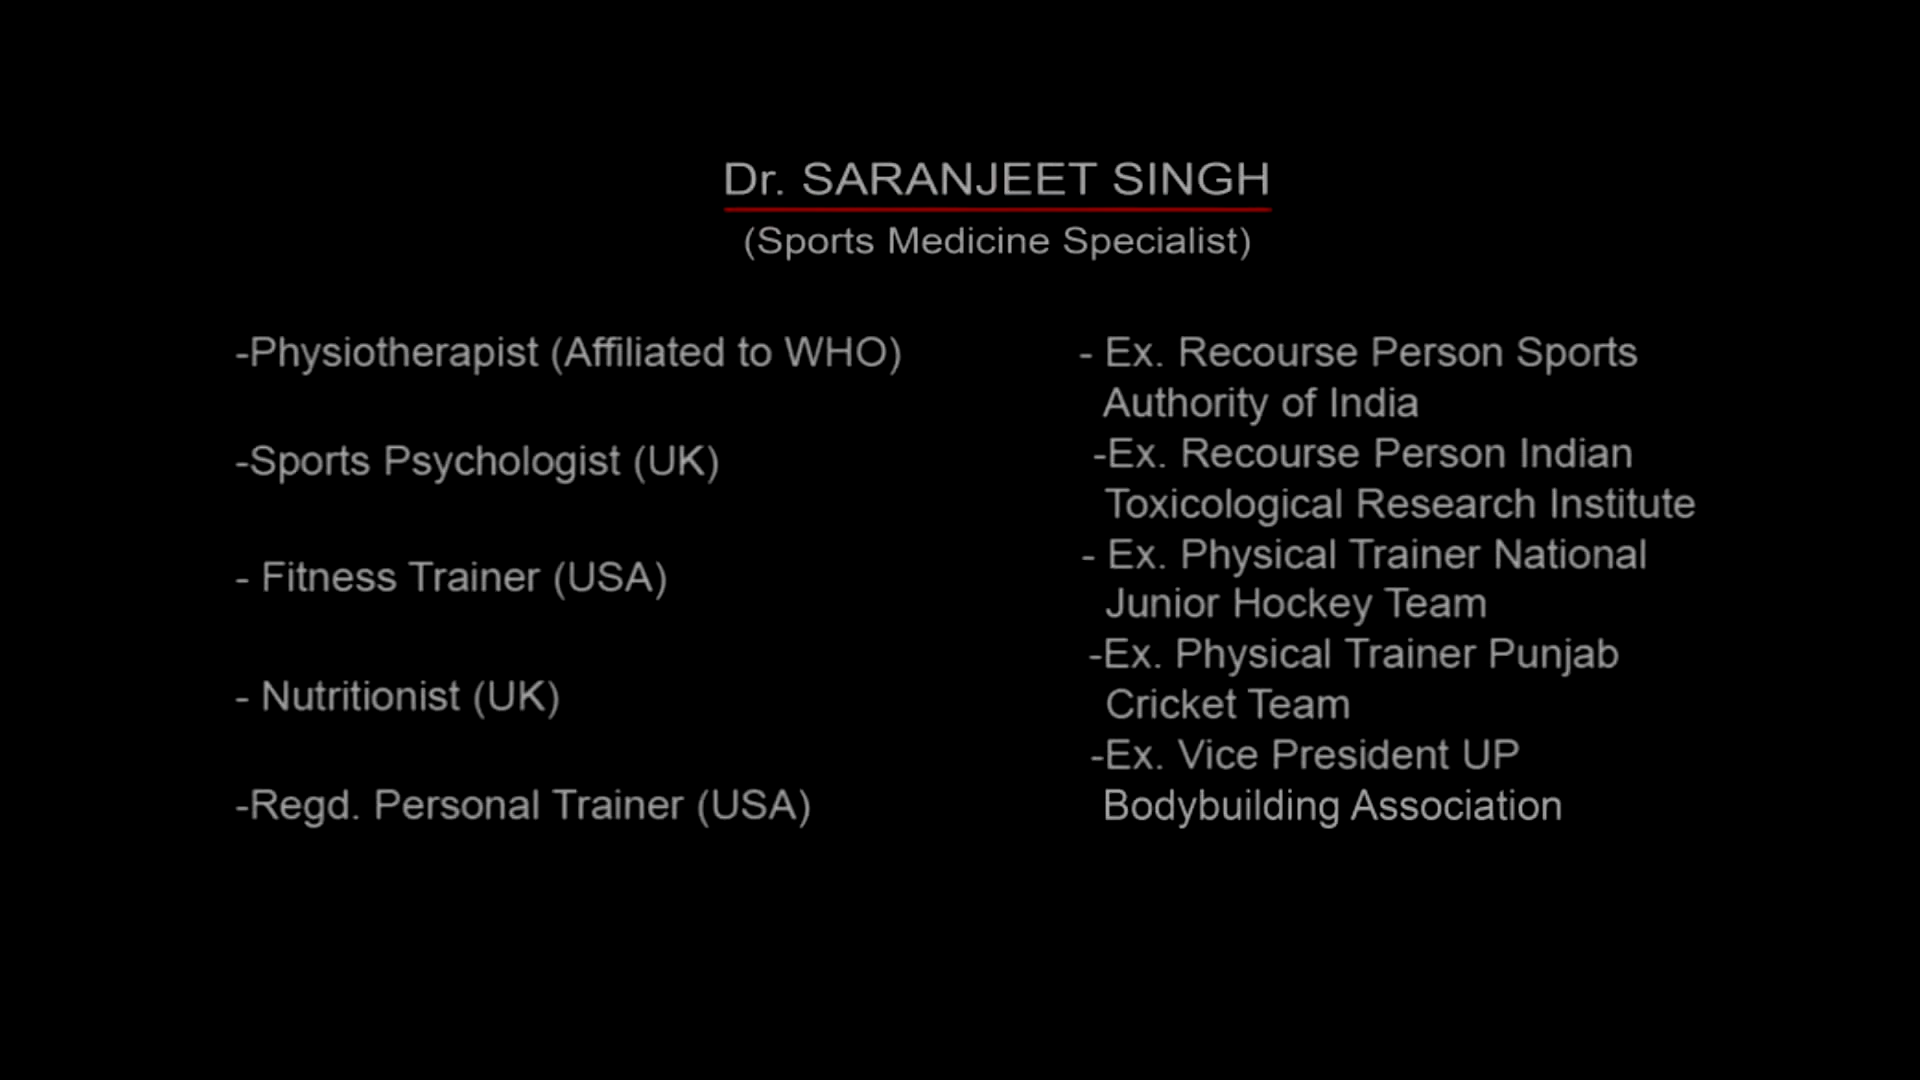 Dr. SARANJEET SINGH
(Sports Medicine Specialist)
-Physiotherapist (Affiliated to WHO)
-Sports Psychologist (UK)
- Fitness Trainer (USA)
- Nutritionist (UK)
-Regd. Personal Trainer (USA)
- Ex. Recourse Person Sports
Authority of India
-Ex. Recourse Person Indian
Toxicological Research Institute
- Ex. Physical Trainer National
Junior Hockey Team
-Ex. Physical Trainer Punjab
Cricket Team
-Ex. Vice President UP
Bodybuilding Association